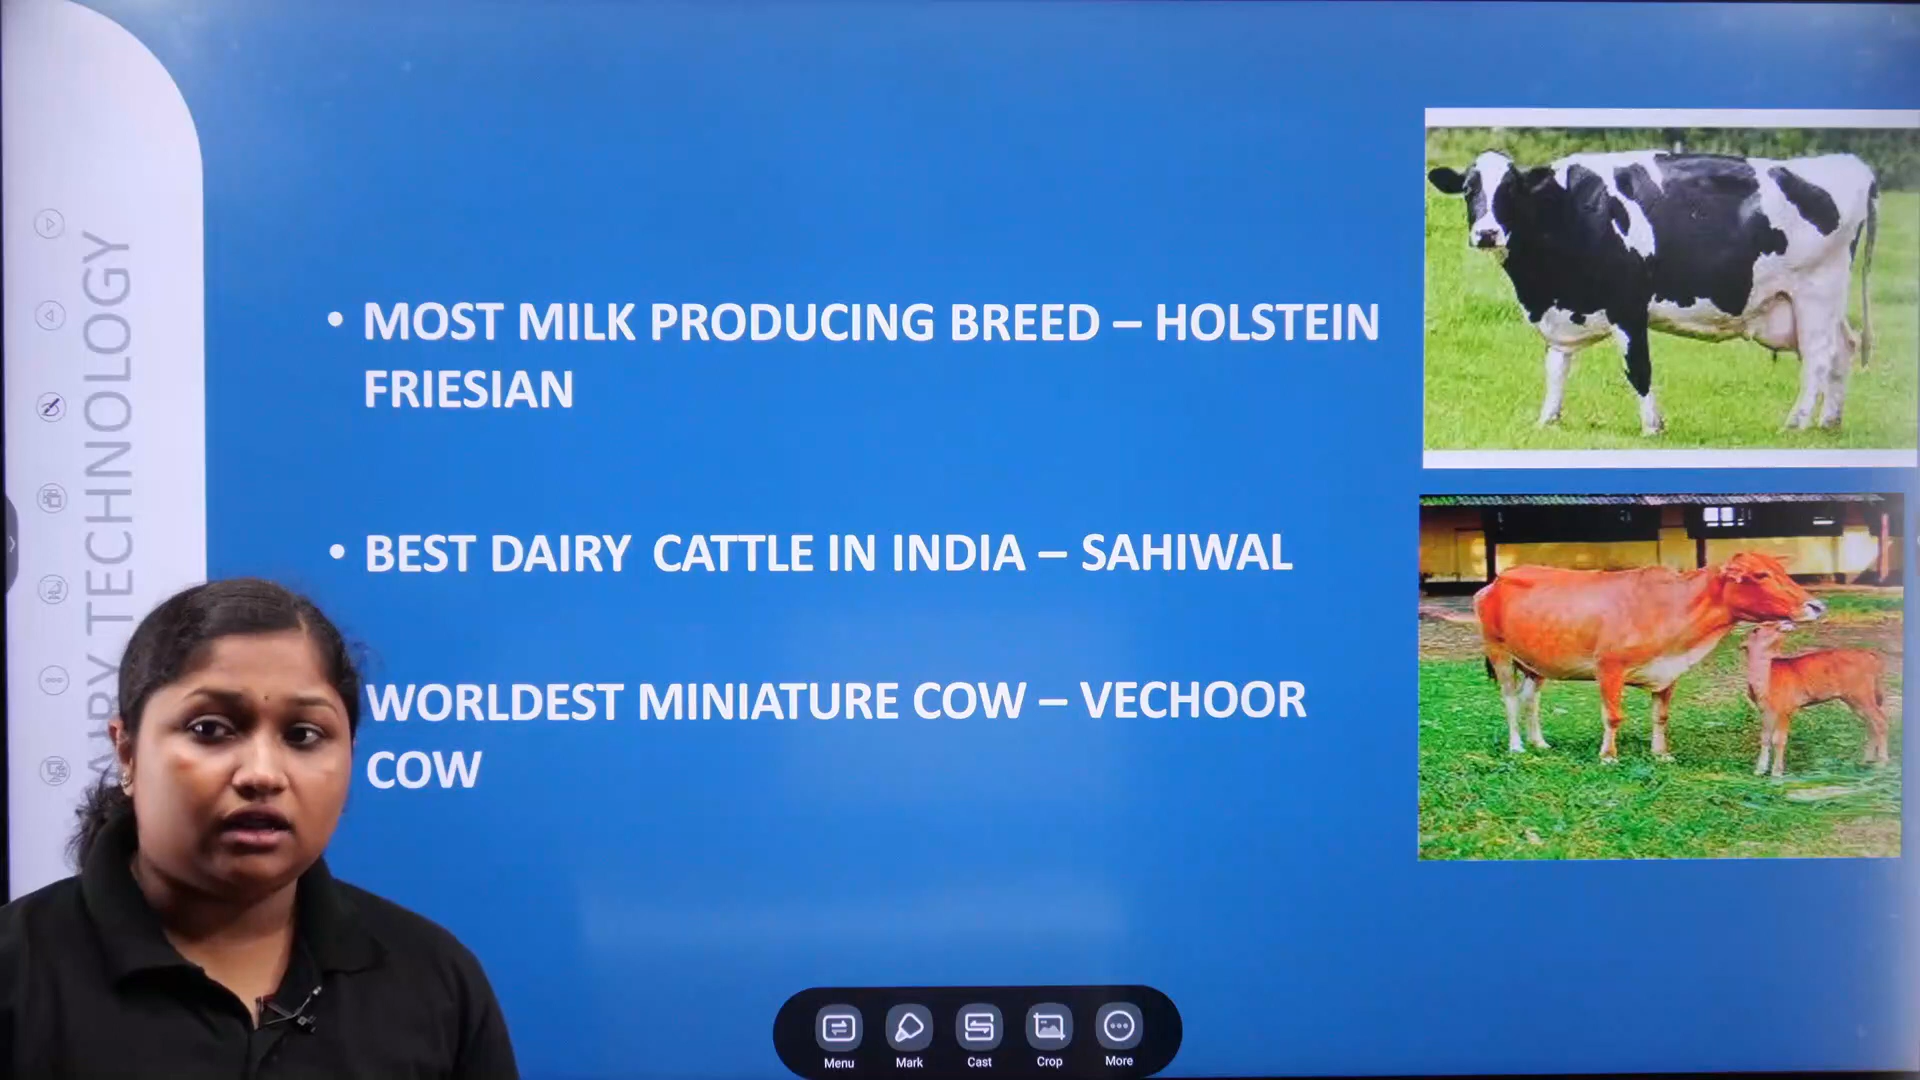 • MOST MILK PRODUCING BREED – HOLSTEIN
FRIESIAN
• BEST DAIRY CATTLE IN INDIA – SAHIWAL
WORLDEST MINIATURE COW – VECHOOR
COW
TECHNOLOGY
Menu Mark Cast Crop More